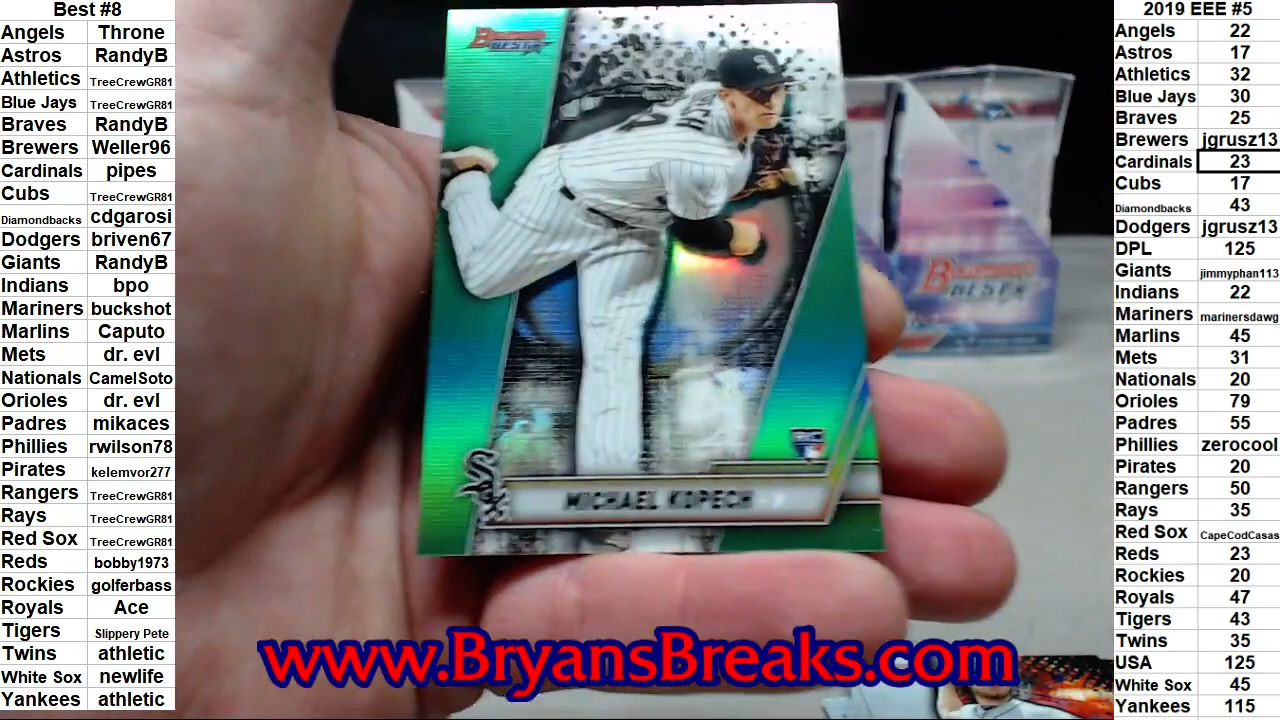 Best #8
Angels Throne
Astros RandyB
Athletics TreeCrewGR81
Blue Jays TreeCrewGR81
Braves RandyB
Brewers Weller96
Cardinals pipes
Cubs TreeCrewGR81
Diamondbacks cdgarosi
Dodgers briven67
Giants RandyB
Indians bpo
Mariners buckshot
Marlins Caputo
Mets dr. evl
Nationals CamelSoto
Orioles dr. evl
Padres mikaces
Phillies rwilson78
Pirates kelemvor277
Rangers TreeCrewGR81
Rays TreeCrewGR81
Red Sox TreeCrewGR81
Reds bobby1973
Rockies golferbass
Royals Ace
Tigers Slippery Pete
Twins athletic
White Sox newlife
Yankees athletic
BOWMAN'S
BEST
Sox
MICHAEL KOPECH
Sox
BOWMAN'S
BEST
www.BryansBreaks.com
2019 EEE #5
Angels 22
Astros 17
Athletics 32
Blue Jays 30
Braves 25
Brewers jgrusz13
Cardinals 23
Cubs 17
Diamondbacks 43
Dodgers jgrusz13
DPL 125
Giants jimmyphan113
Indians 22
Mariners marinersdawg
Marlins 45
Mets 31
Nationals 20
Orioles 79
Padres 55
Phillies zerocool
Pirates 20
Rangers 50
Rays 35
Red Sox CapeCodCasas
Reds 23
Rockies 20
Royals 47
Tigers 43
Twins 35
USA 125
White Sox 45
Yankees 115